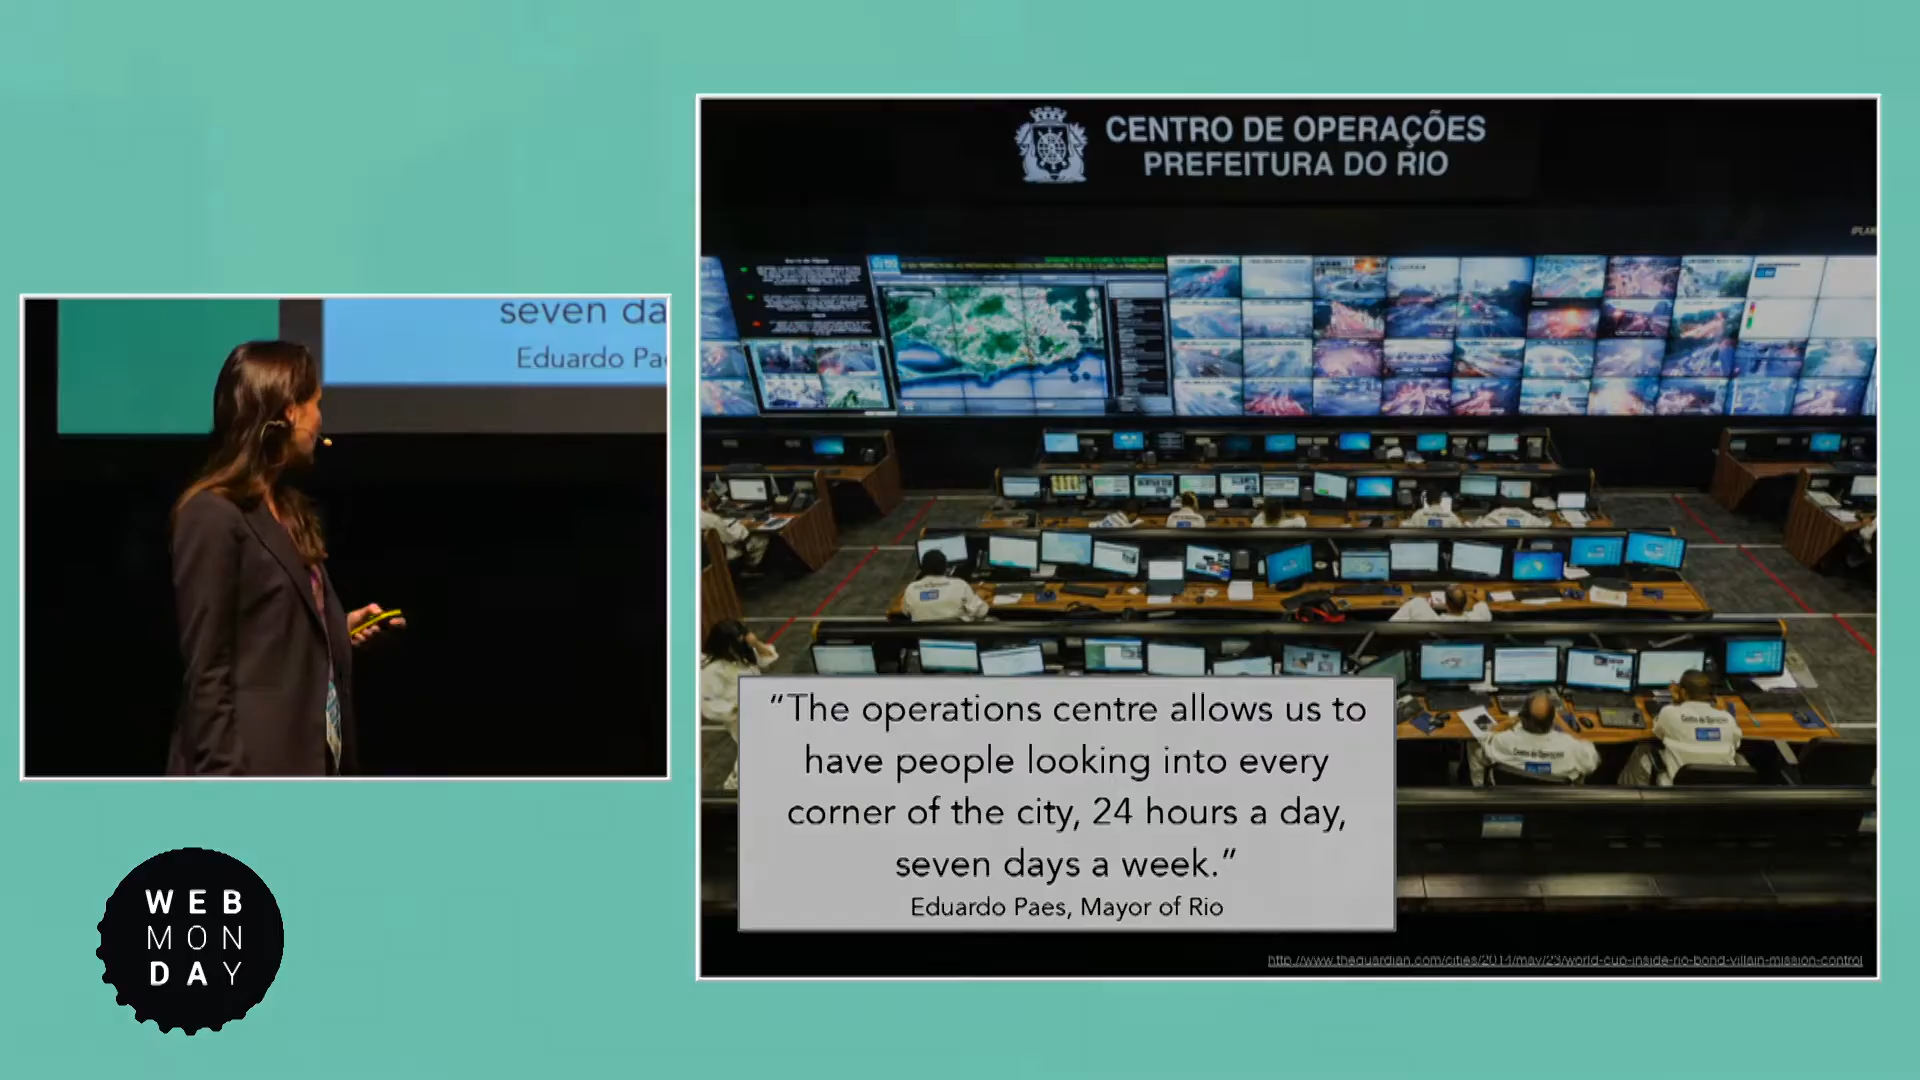 CENTRO DE OPERAÇÕES
PREFEITURA DO RIO
seven da
Eduardo Pae
“The operations centre allows us to
have people looking into every
corner of the city, 24 hours a day,
seven days a week.”
Eduardo Paes, Mayor of Rio
http://www.theguardian.com/cities/2014/may/23/world-cup-inside-rio-bond-villain-mission-control
WEB
MON
DAY